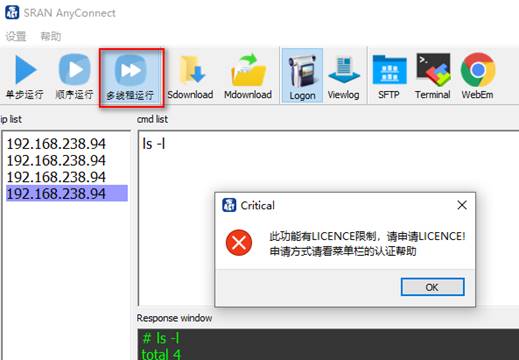 SRAN AnyConnect
设置 帮助
单步运行 顺序运行 多线程运行 Sdownload Mdownload Logon Viewlog SFTP Terminal WebEm
ip list
cmd list
192.168.238.94
192.168.238.94
192.168.238.94
192.168.238.94
ls -l
Critical
此功能有LICENCE限制，请申请LICENCE!
申请方式请看菜单栏的认证帮助
OK
Response window
# ls -l
total 4